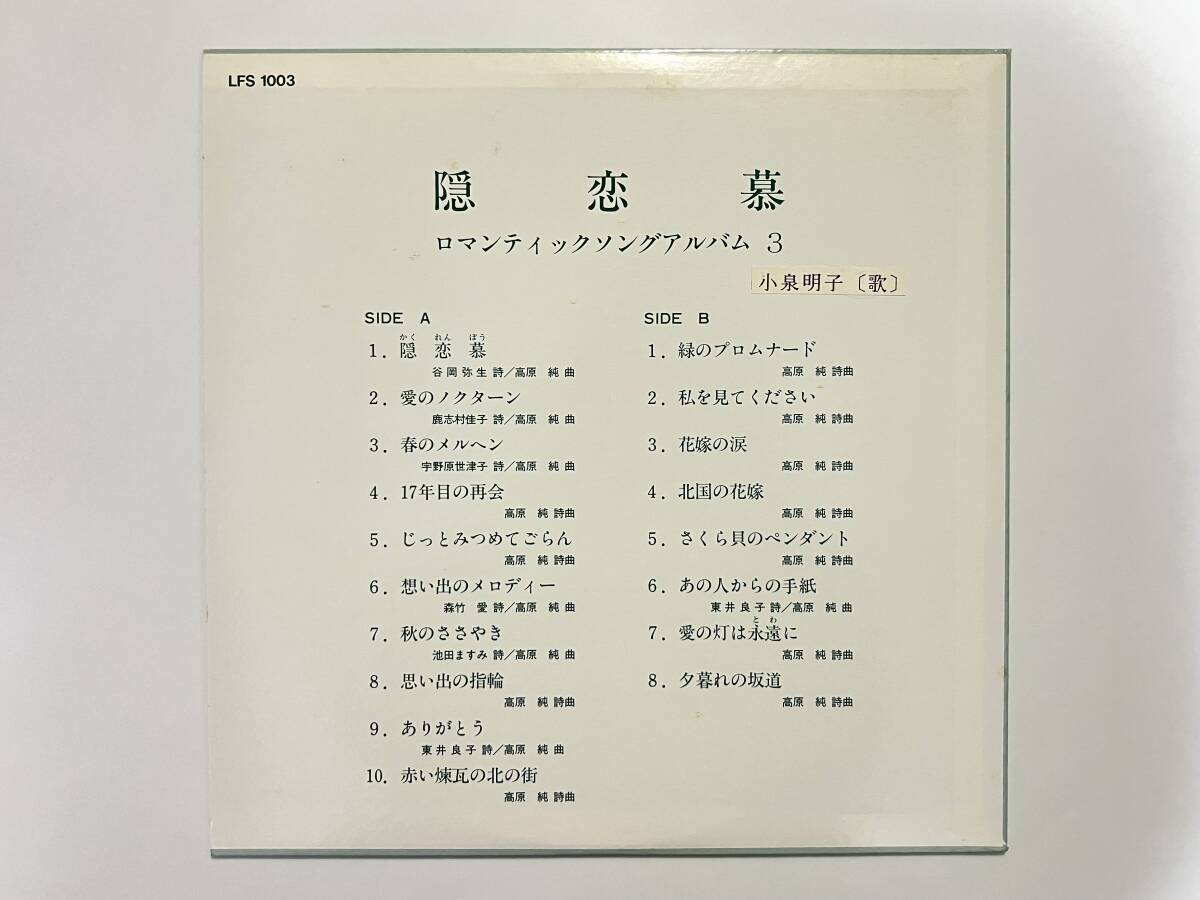 LFS 1003
隠 恋 慕
ロマンティックソングアルバム 3
小泉明子〔歌〕
SIDE A
かく れん ぼう
1. 隠 恋 慕
谷岡弥生 詩／高原 純 曲
2. 愛のノクターン
鹿志村佳子 詩／高原 純 曲
3. 春のメルヘン
宇野原世津子 詩／高原 純 曲
4. 17年目の再会
高原 純 詩曲
5. じっとみつめてごらん
高原 純 詩曲
6. 想い出のメロディー
森竹 愛 詩／高原 純 曲
7. 秋のささやき
池田ますみ 詩／高原 純 曲
8. 思い出の指輪
高原 純 詩曲
9. ありがとう
東井良子 詩／高原 純 曲
10. 赤い煉瓦の北の街
高原 純 詩曲
SIDE B
1. 緑のプロムナード
高原 純 詩曲
2. 私を見てください
高原 純 詩曲
3. 花嫁の涙
高原 純 詩曲
4. 北国の花嫁
高原 純 詩曲
5. さくら貝のペンダント
高原 純 詩曲
6. あの人からの手紙
東井良子 詩／高原 純 曲
とわ
7. 愛の灯は永遠に
高原 純 詩曲
8. 夕暮れの坂道
高原 純 詩曲